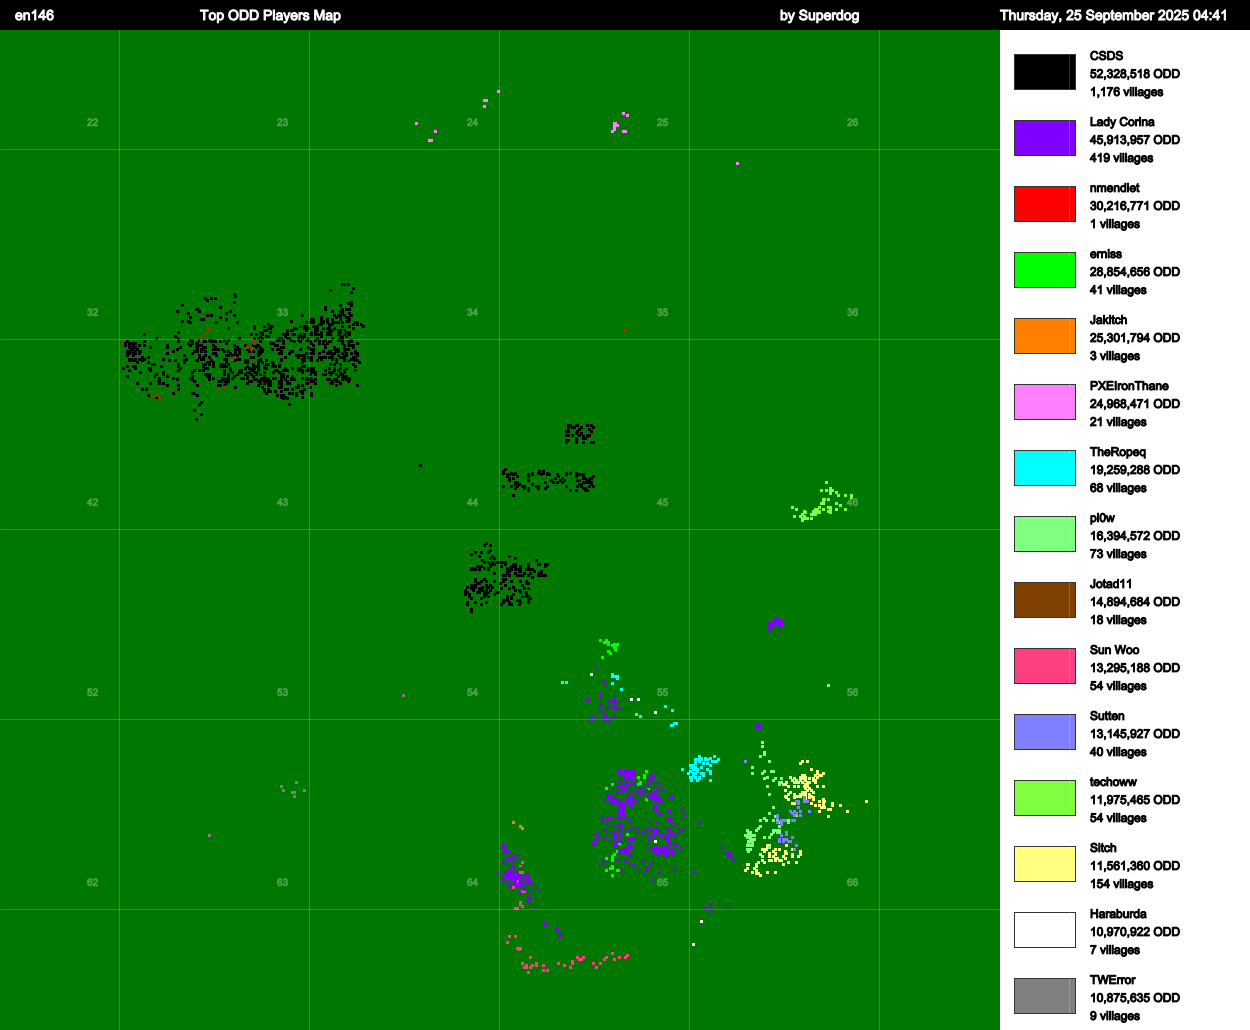 en146 Top ODD Players Map by Superdog Thursday, 25 September 2025 04:41
CSDS
52,328,518 ODD
1,176 villages
Lady Corina
45,913,957 ODD
419 villages
nmendiet
30,216,771 ODD
1 villages
emiss
28,854,656 ODD
41 villages
Jakitch
25,301,794 ODD
3 villages
PXEIronThane
24,968,471 ODD
21 villages
TheRopeq
19,259,288 ODD
68 villages
pl0w
16,394,572 ODD
73 villages
Jotad11
14,894,684 ODD
18 villages
Sun Woo
13,295,188 ODD
54 villages
Sutten
13,145,927 ODD
40 villages
techoww
11,975,465 ODD
54 villages
Sitch
11,561,360 ODD
154 villages
Haraburda
10,970,922 ODD
7 villages
TWError
10,875,635 ODD
9 villages
22 23 24 25 26
32 33 34 35 36
42 43 44 45 46
52 53 54 55 56
62 63 64 65 66